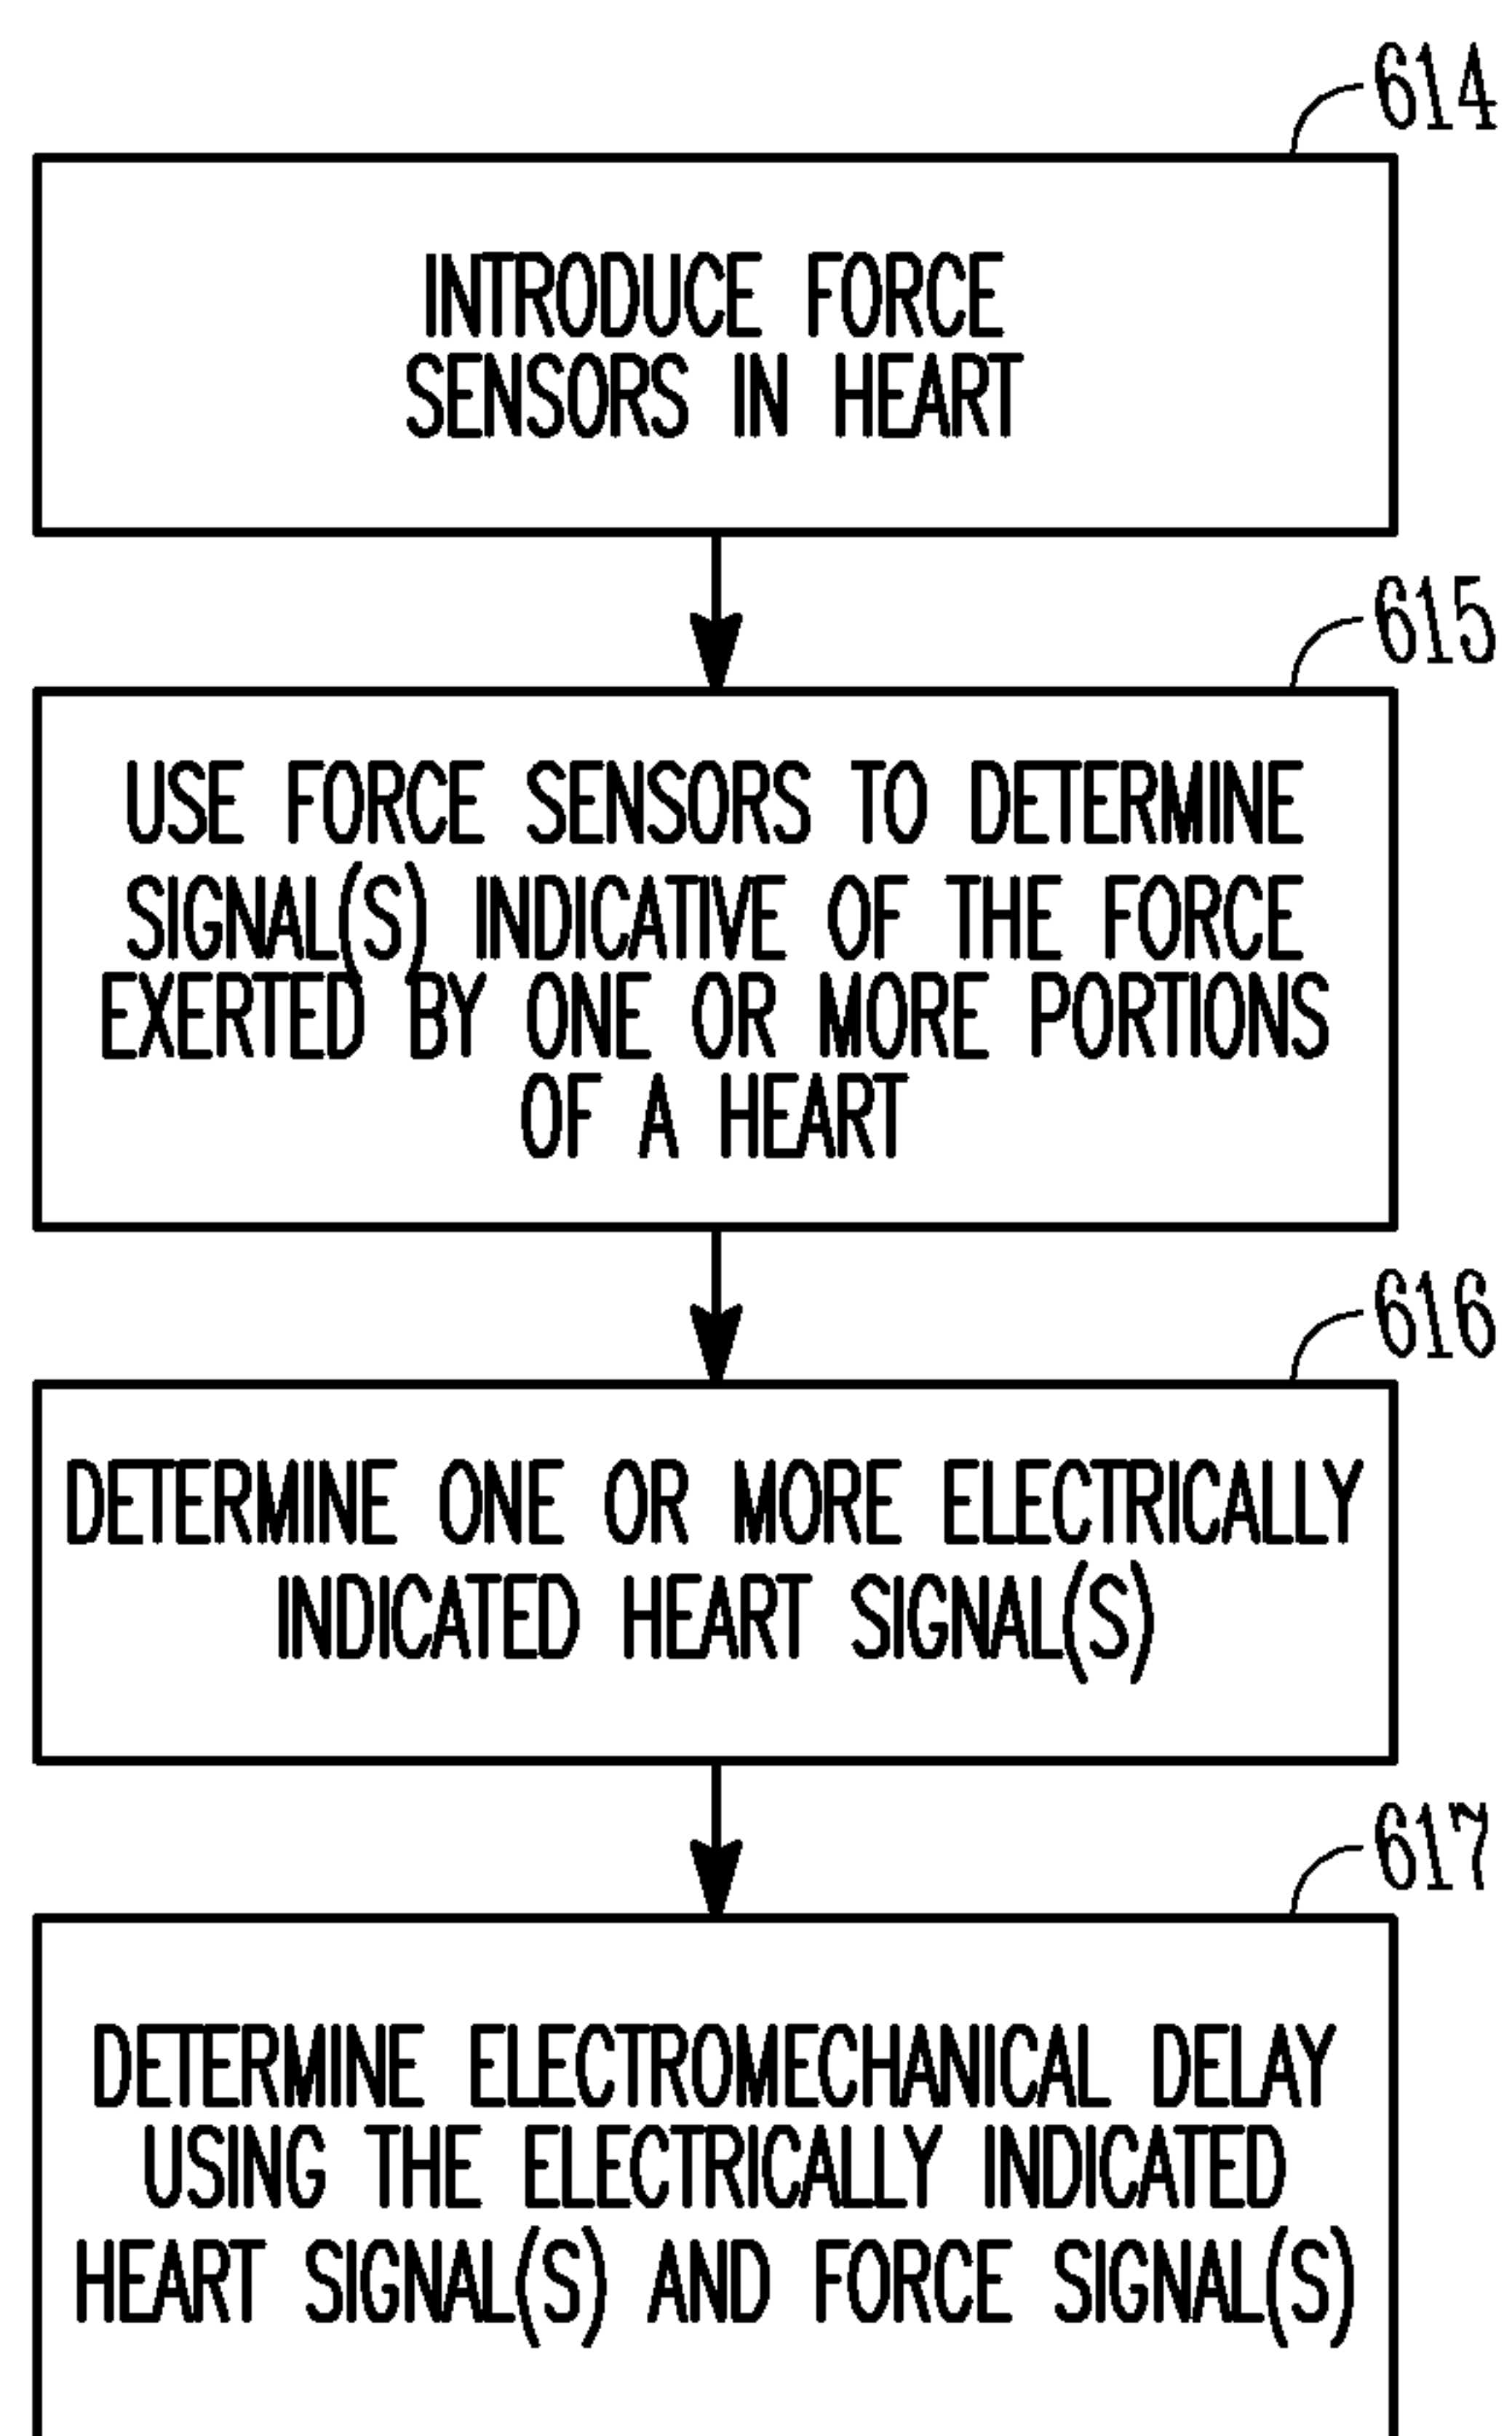 614
INTRODUCE FORCE
SENSORS IN HEART
615
USE FORCE SENSORS TO DETERMINE
SIGNAL(S) INDICATIVE OF THE FORCE
EXERTED BY ONE OR MORE PORTIONS
OF A HEART
616
DETERMINE ONE OR MORE ELECTRICALLY
INDICATED HEART SIGNAL(S)
617
DETERMINE ELECTROMECHANICAL DELAY
USING THE ELECTRICALLY INDICATED
HEART SIGNAL(S) AND FORCE SIGNAL(S)